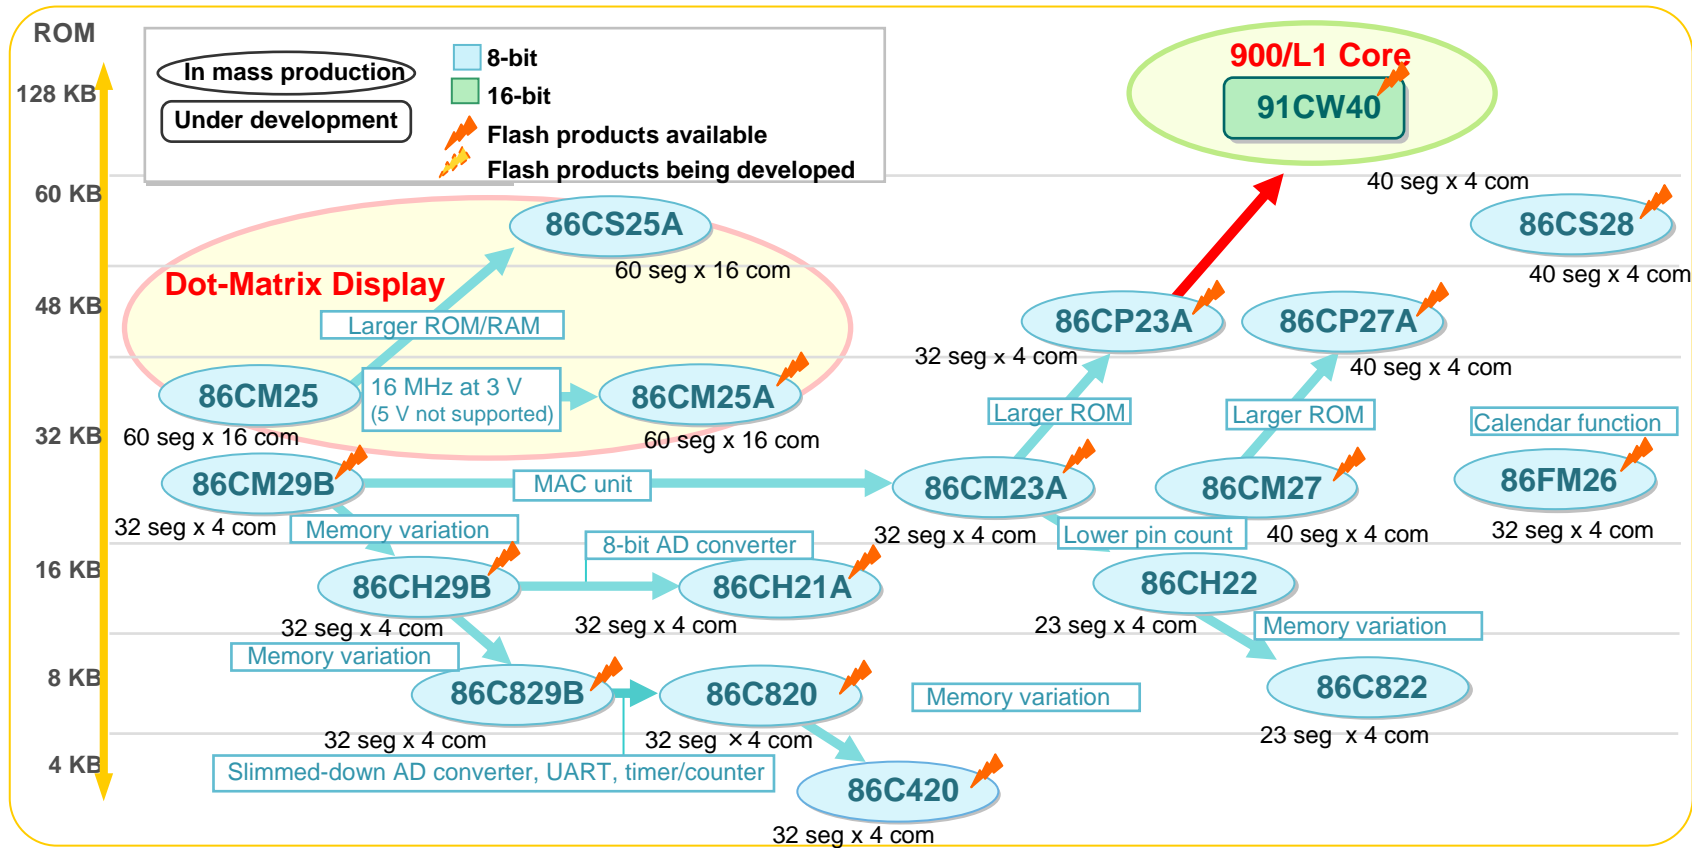 ROM
128 KB
60 KB
48 KB
32 KB
16 KB
8 KB
4 KB
In mass production
Under development
8-bit
16-bit
Flash products available
Flash products being developed
900/L1 Core
91CW40
40 seg x 4 com
86CS28
40 seg x 4 com
86CS25A
60 seg x 16 com
Dot-Matrix Display
Larger ROM/RAM
86CM25
60 seg x 16 com
16 MHz at 3 V
(5 V not supported)
86CM25A
60 seg x 16 com
86CP23A
32 seg x 4 com
86CP27A
40 seg x 4 com
Larger ROM
Larger ROM
Calendar function
86CM29B
32 seg x 4 com
MAC unit
86CM23A
32 seg x 4 com
86CM27
40 seg x 4 com
86FM26
32 seg x 4 com
Memory variation
8-bit AD converter
Lower pin count
86CH29B
32 seg x 4 com
86CH21A
32 seg x 4 com
86CH22
23 seg x 4 com
Memory variation
Memory variation
86C829B
32 seg x 4 com
86C820
32 seg × 4 com
Memory variation
86C822
23 seg x 4 com
Slimmed-down AD converter, UART, timer/counter
86C420
32 seg x 4 com